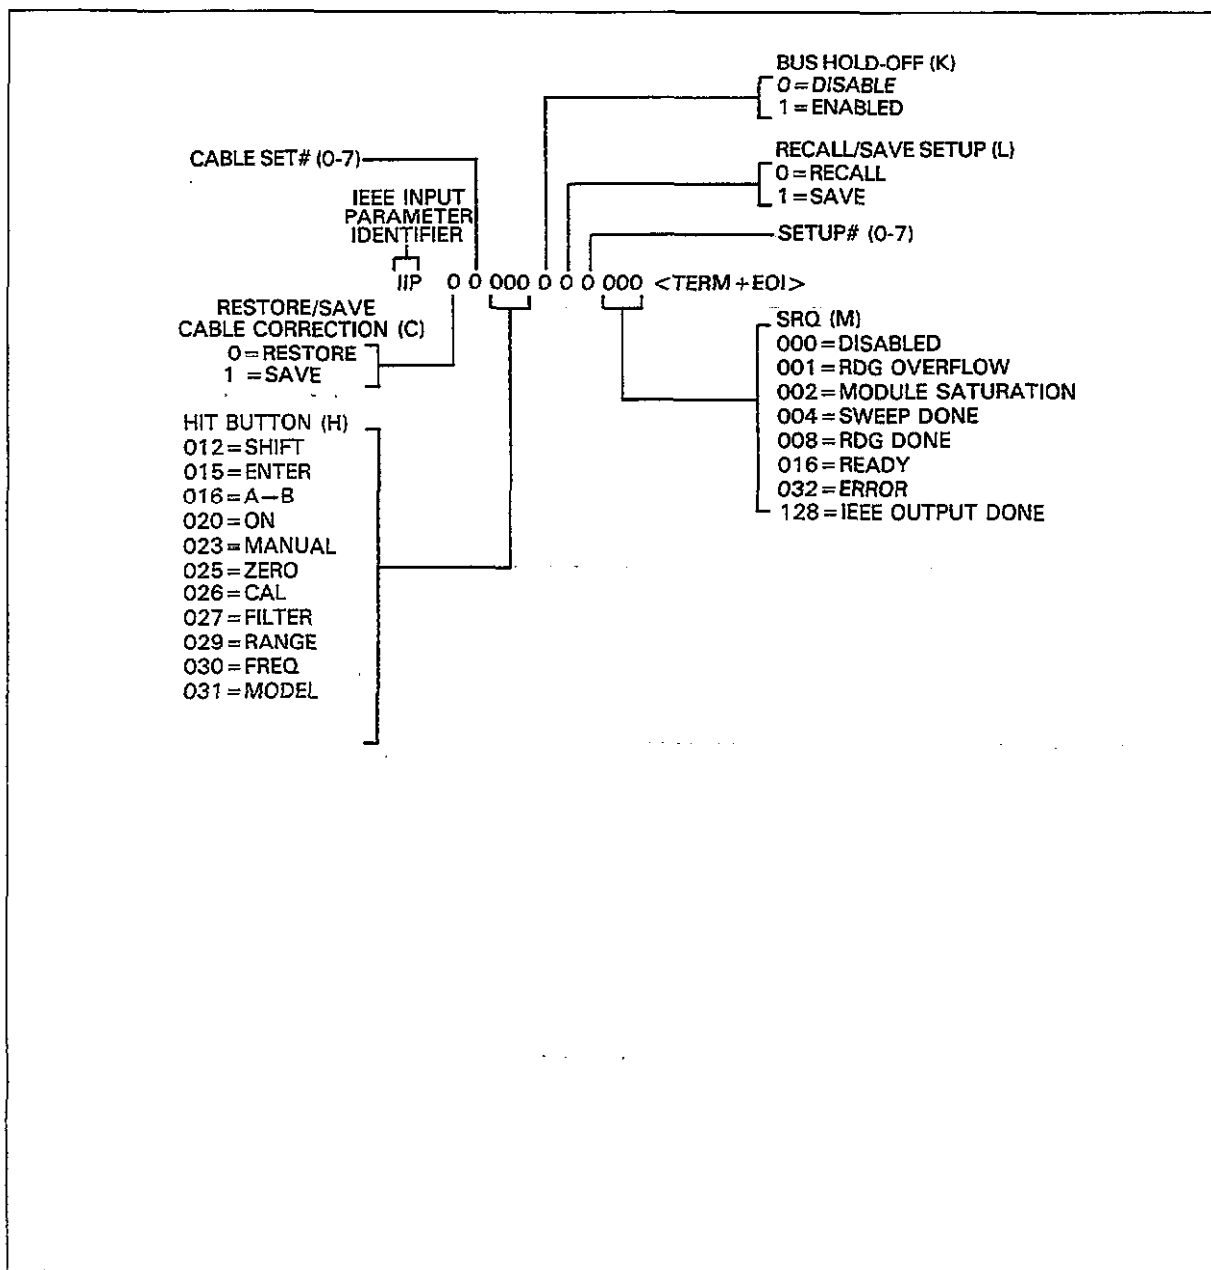 BUS HOLD-OFF (K)
0=DISABLE
1=ENABLED
RECALL/SAVE SETUP (L)
0=RECALL
1=SAVE
SETUP# (0-7)
CABLE SET# (0-7)
IEEE INPUT
PARAMETER
IDENTIFIER
IIP 0 0 000 0 0 0 000 <TERM+EOI>
RESTORE/SAVE
CABLE CORRECTION (C)
0=RESTORE
1 =SAVE
HIT BUTTON (H)
012=SHIFT
015=ENTER
016=A–B
020=ON
023=MANUAL
025=ZERO
026=CAL
027=FILTER
029=RANGE
030=FREQ
031=MODEL
SRQ (M)
000=DISABLED
001=RDG OVERFLOW
002=MODULE SATURATION
004=SWEEP DONE
008=RDG DONE
016=READY
032=ERROR
128=IEEE OUTPUT DONE